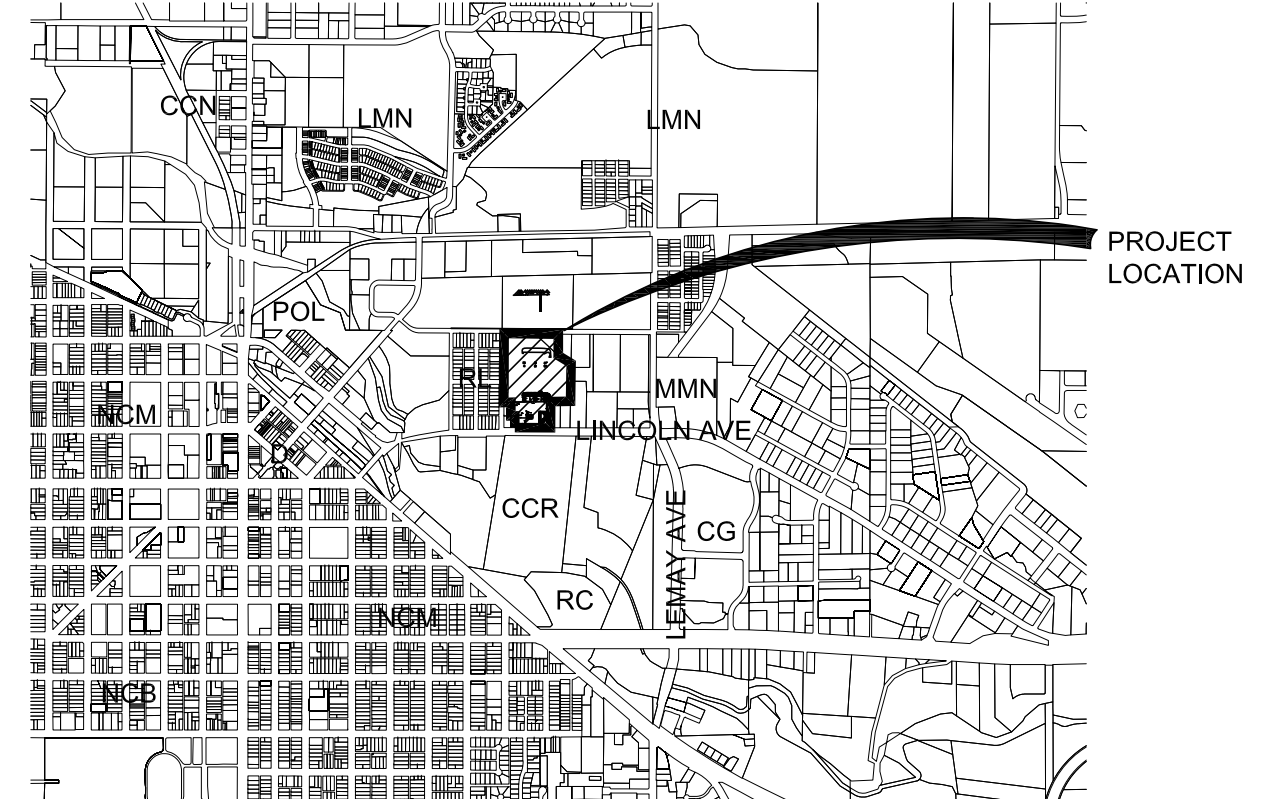 CCN
LMN
LMN
PROJECT
LOCATION
T
POL
RL
MMN
NCM
LINCOLN AVE
D
CCR
LEMAY AVE
CG
RC
NCM
NCB